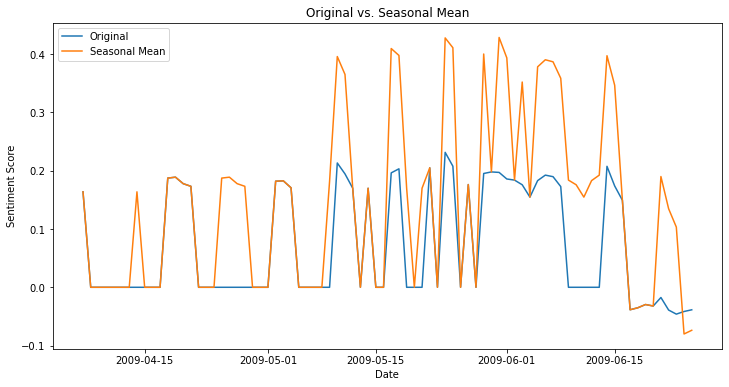 Original vs. Seasonal Mean
Original
Seasonal Mean
Sentiment Score
0.4
0.3
0.2
0.1
0.0
−0.1
2009-04-15
2009-05-01
2009-05-15
2009-06-01
2009-06-15
Date